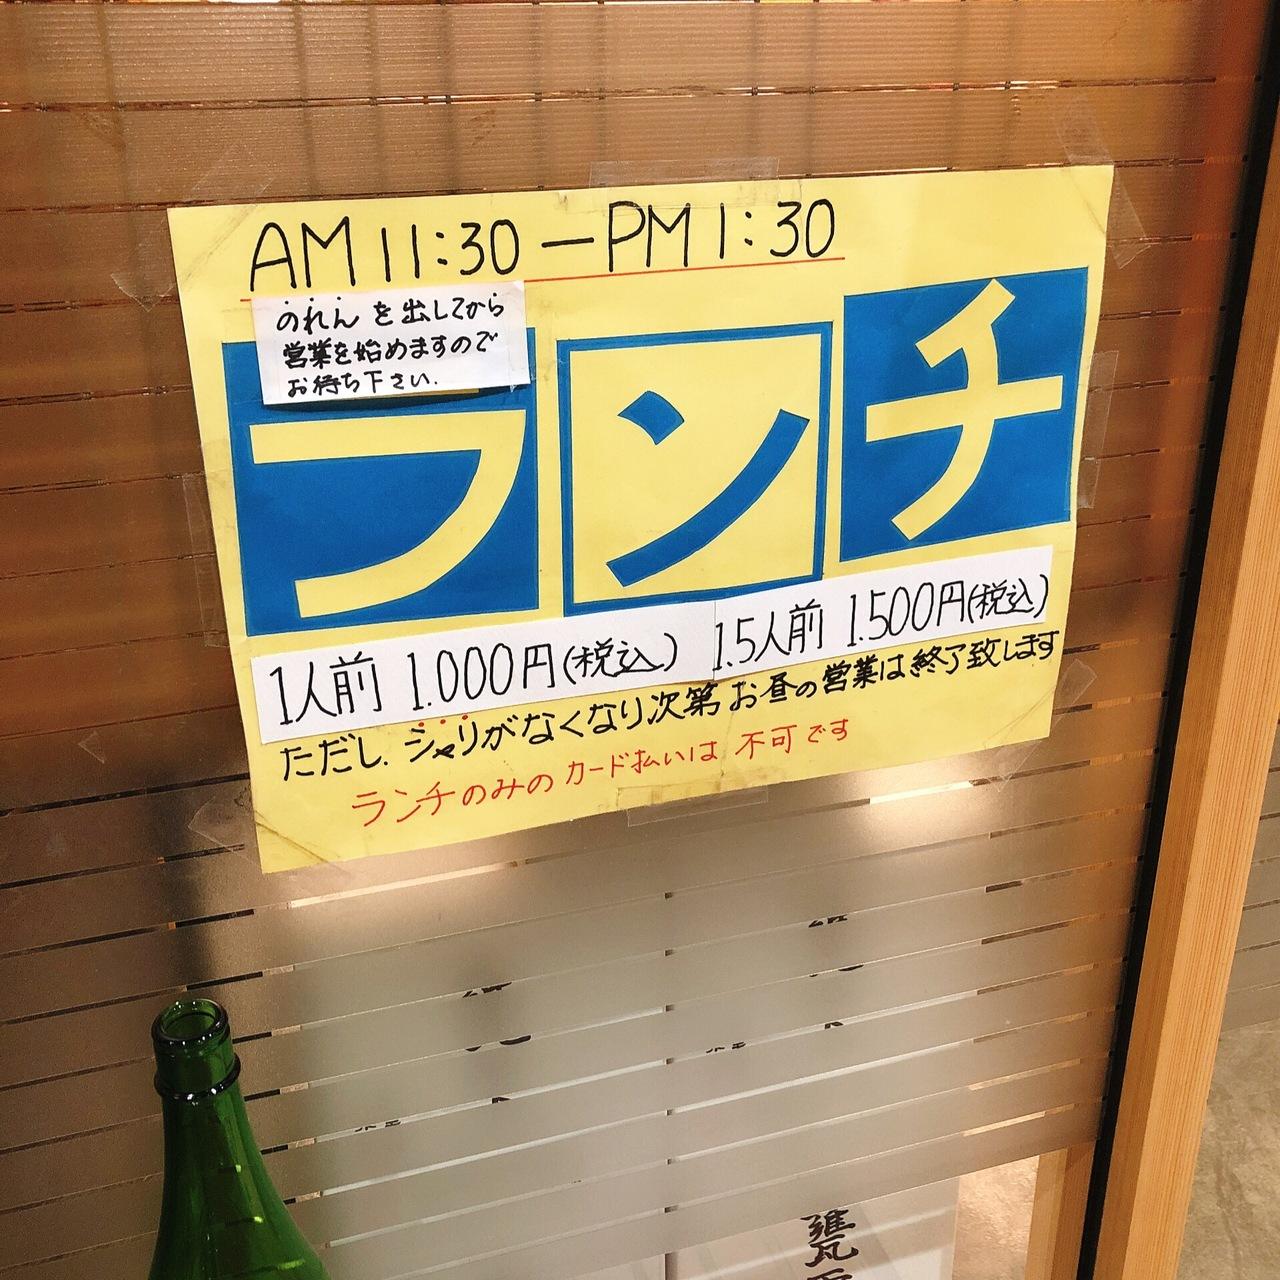 AM 11:30 — PM 1:30
のれんを出してから
営業を始めますので
お待ち下さい.
ランチ
1人前 1.000円(税込) 1.5人前 1.500円(税込)
ただし. シャリがなくなり次第 お昼の営業は終了致します
ランチのみの カード払いは 不可です
甕